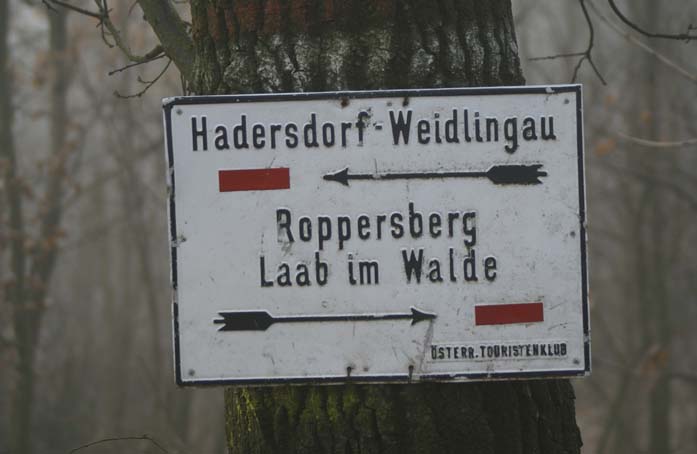 Hadersdorf-Weidlingau
Roppersberg
Laab im Walde
ÖSTERR. TOURISTENKLUB